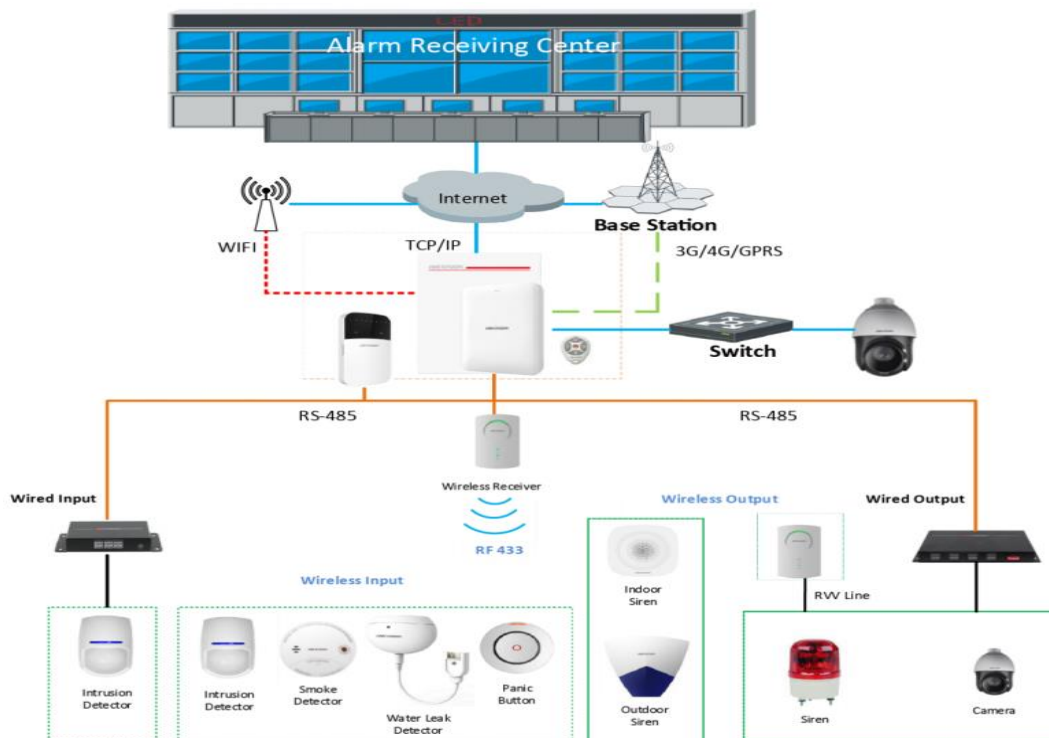 LED
Alarm Receiving Center
Internet
Base Station
WIFI
TCP/IP
3G/4G/GPRS
Switch
RS-485
RS-485
Wireless Receiver
Wired Input
Wireless Output
Wired Output
RF 433
Wireless Input
Indoor
Siren
RVV Line
Intrusion
Detector
Intrusion
Detector
Smoke
Detector
Water Leak
Detector
Panic
Button
Outdoor
Siren
Siren
Camera